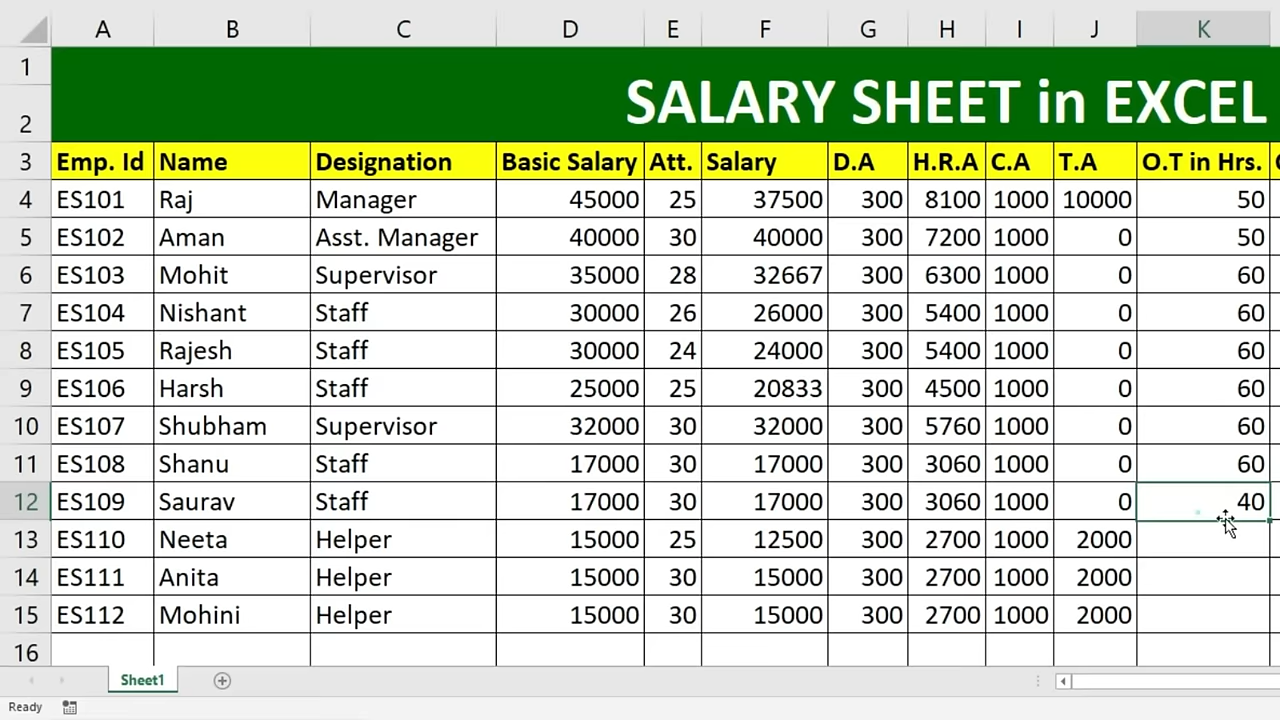 A B C D E F G H I J K
1
2 SALARY SHEET in EXCEL
3 Emp. Id Name Designation Basic Salary Att. Salary D.A H.R.A C.A T.A O.T in Hrs.
4 ES101 Raj Manager 45000 25 37500 300 8100 1000 10000 50
5 ES102 Aman Asst. Manager 40000 30 40000 300 7200 1000 0 50
6 ES103 Mohit Supervisor 35000 28 32667 300 6300 1000 0 60
7 ES104 Nishant Staff 30000 26 26000 300 5400 1000 0 60
8 ES105 Rajesh Staff 30000 24 24000 300 5400 1000 0 60
9 ES106 Harsh Staff 25000 25 20833 300 4500 1000 0 60
10 ES107 Shubham Supervisor 32000 30 32000 300 5760 1000 0 60
11 ES108 Shanu Staff 17000 30 17000 300 3060 1000 0 60
12 ES109 Saurav Staff 17000 30 17000 300 3060 1000 0 40
13 ES110 Neeta Helper 15000 25 12500 300 2700 1000 2000
14 ES111 Anita Helper 15000 30 15000 300 2700 1000 2000
15 ES112 Mohini Helper 15000 30 15000 300 2700 1000 2000
16
Sheet1
Ready